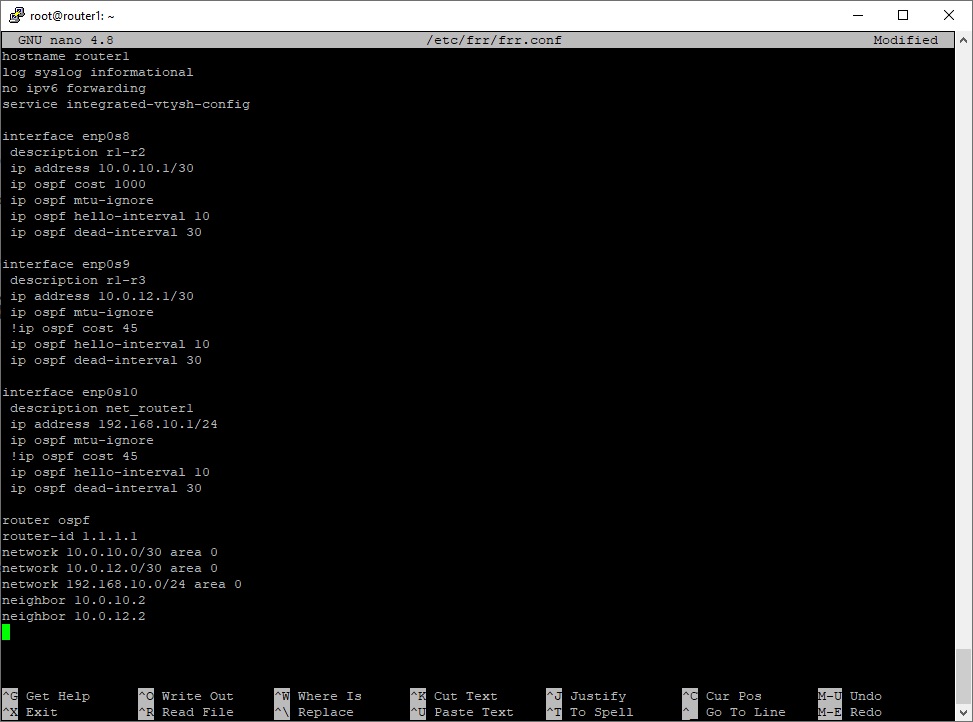 root@router1: ~
GNU nano 4.8 /etc/frr/frr.conf Modified
hostname router1
log syslog informational
no ipv6 forwarding
service integrated-vtysh-config
interface enp0s8
description r1-r2
ip address 10.0.10.1/30
ip ospf cost 1000
ip ospf mtu-ignore
ip ospf hello-interval 10
ip ospf dead-interval 30
interface enp0s9
description r1-r3
ip address 10.0.12.1/30
ip ospf mtu-ignore
!ip ospf cost 45
ip ospf hello-interval 10
ip ospf dead-interval 30
interface enp0s10
description net_router1
ip address 192.168.10.1/24
ip ospf mtu-ignore
!ip ospf cost 45
ip ospf hello-interval 10
ip ospf dead-interval 30
router ospf
router-id 1.1.1.1
network 10.0.10.0/30 area 0
network 10.0.12.0/30 area 0
network 192.168.10.0/24 area 0
neighbor 10.0.10.2
neighbor 10.0.12.2
^G Get Help ^O Write Out ^W Where Is ^K Cut Text ^J Justify ^C Cur Pos M-U Undo
^X Exit ^R Read File ^\ Replace ^U Paste Text ^T To Spell ^_ Go To Line M-E Redo